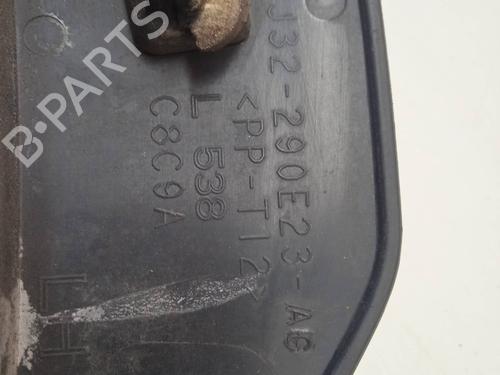 J32-290E23-AG
<PP-T12>
L 538
C8C9A
LH
B-PARTS